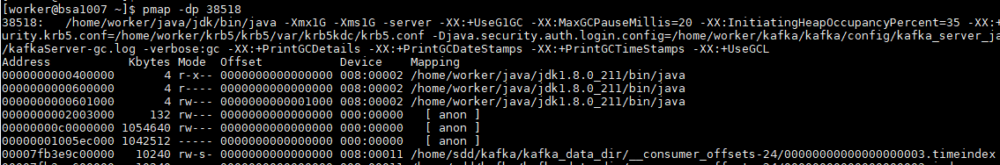 [worker@bsa1007 ~]$ pmap -dp 38518
38518:   /home/worker/java/jdk/bin/java -Xmx1G -Xms1G -server -XX:+UseG1GC -XX:MaxGCPauseMillis=20 -XX:InitiatingHeapOccupancyPercent=35 -XX:+
urity.krb5.conf=/home/worker/krb5/krb5/var/krb5kdc/krb5.conf -Djava.security.auth.login.config=/home/worker/kafka/kafka/config/kafka_server_ja
/kafkaServer-gc.log -verbose:gc -XX:+PrintGCDetails -XX:+PrintGCDateStamps -XX:+PrintGCTimeStamps -XX:+UseGCL
Address           Kbytes Mode  Offset           Device    Mapping
0000000000400000       4 r-x-- 0000000000000000 008:00002 /home/worker/java/jdk1.8.0_211/bin/java
0000000000600000       4 r---- 0000000000000000 008:00002 /home/worker/java/jdk1.8.0_211/bin/java
0000000000601000       4 rw--- 0000000000001000 008:00002 /home/worker/java/jdk1.8.0_211/bin/java
0000000002003000     132 rw--- 0000000000000000 000:00000   [ anon ]
00000000c0000000 1054640 rw--- 0000000000000000 000:00000   [ anon ]
00000001005ec000 1042512 ----- 0000000000000000 000:00000   [ anon ]
00007fb3e9c00000   10240 rw-s- 0000000000000000 008:00011 /home/sdd/kafka/kafka_data_dir/__consumer_offsets-24/00000000000000000003.timeindex